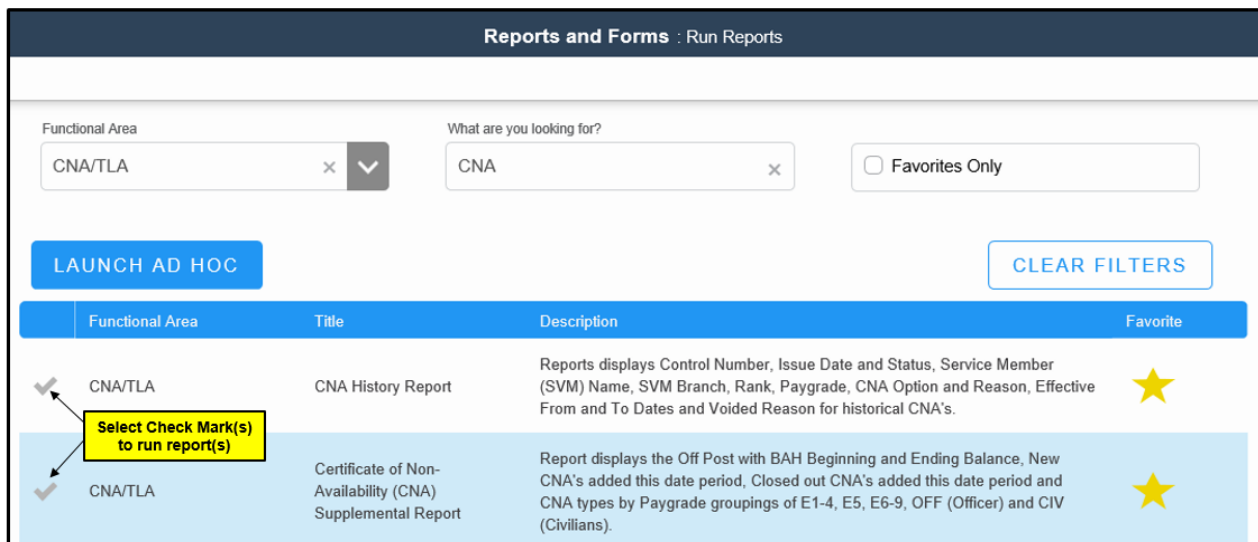 Reports and Forms : Run Reports
Functional Area
What are you looking for?
CNA/TLA
CNA
Favorites Only
LAUNCH AD HOC
CLEAR FILTERS
Functional Area Title Description Favorite
CNA/TLA
CNA History Report
Reports displays Control Number, Issue Date and Status, Service Member
(SVM) Name, SVM Branch, Rank, Paygrade, CNA Option and Reason, Effective
From and To Dates and Voided Reason for historical CNA's.
Select Check Mark(s)
to run report(s)
CNA/TLA
Certificate of Non-
Availability (CNA)
Supplemental Report
Report displays the Off Post with BAH Beginning and Ending Balance, New
CNA's added this date period, Closed out CNA's added this date period and
CNA types by Paygrade groupings of E1-4, E5, E6-9, OFF (Officer) and CIV
(Civilians).